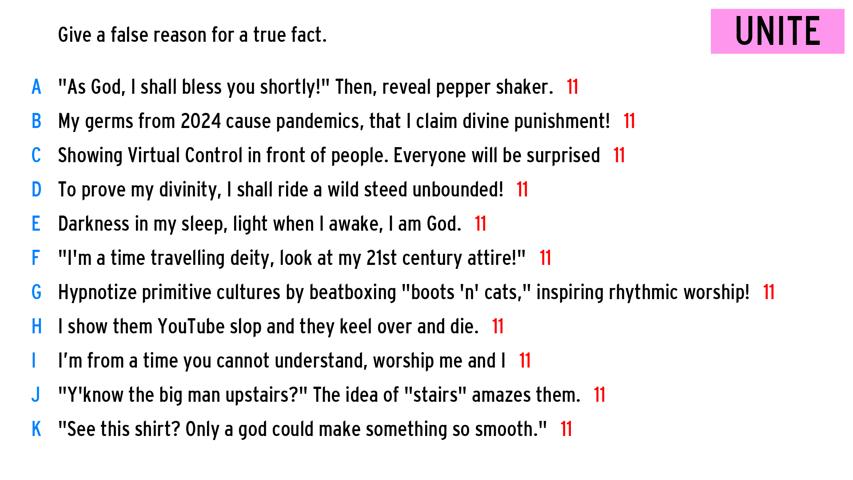 Give a false reason for a true fact.
UNITE
A "As God, I shall bless you shortly!" Then, reveal pepper shaker. 11
B My germs from 2024 cause pandemics, that I claim divine punishment! 11
C Showing Virtual Control in front of people. Everyone will be surprised 11
D To prove my divinity, I shall ride a wild steed unbounded! 11
E Darkness in my sleep, light when I awake, I am God. 11
F "I'm a time travelling deity, look at my 21st century attire!" 11
G Hypnotize primitive cultures by beatboxing "boots 'n' cats," inspiring rhythmic worship! 11
H I show them YouTube slop and they keel over and die. 11
I I’m from a time you cannot understand, worship me and I 11
J "Y'know the big man upstairs?" The idea of "stairs" amazes them. 11
K "See this shirt? Only a god could make something so smooth." 11